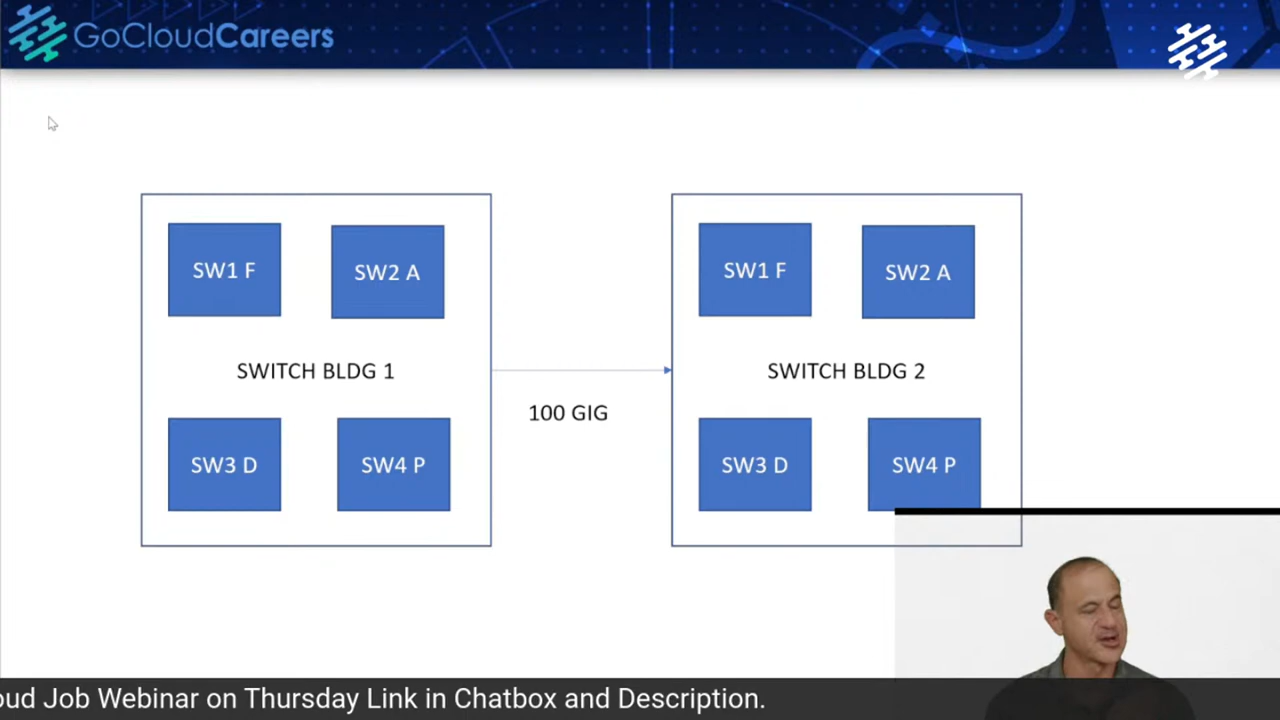 GoCloudCareers
SW1 F
SW2 A
SWITCH BLDG 1
SW3 D
SW4 P
100 GIG
SW1 F
SW2 A
SWITCH BLDG 2
SW3 D
SW4 P
Job Webinar on Thursday Link in Chatbox and Description.